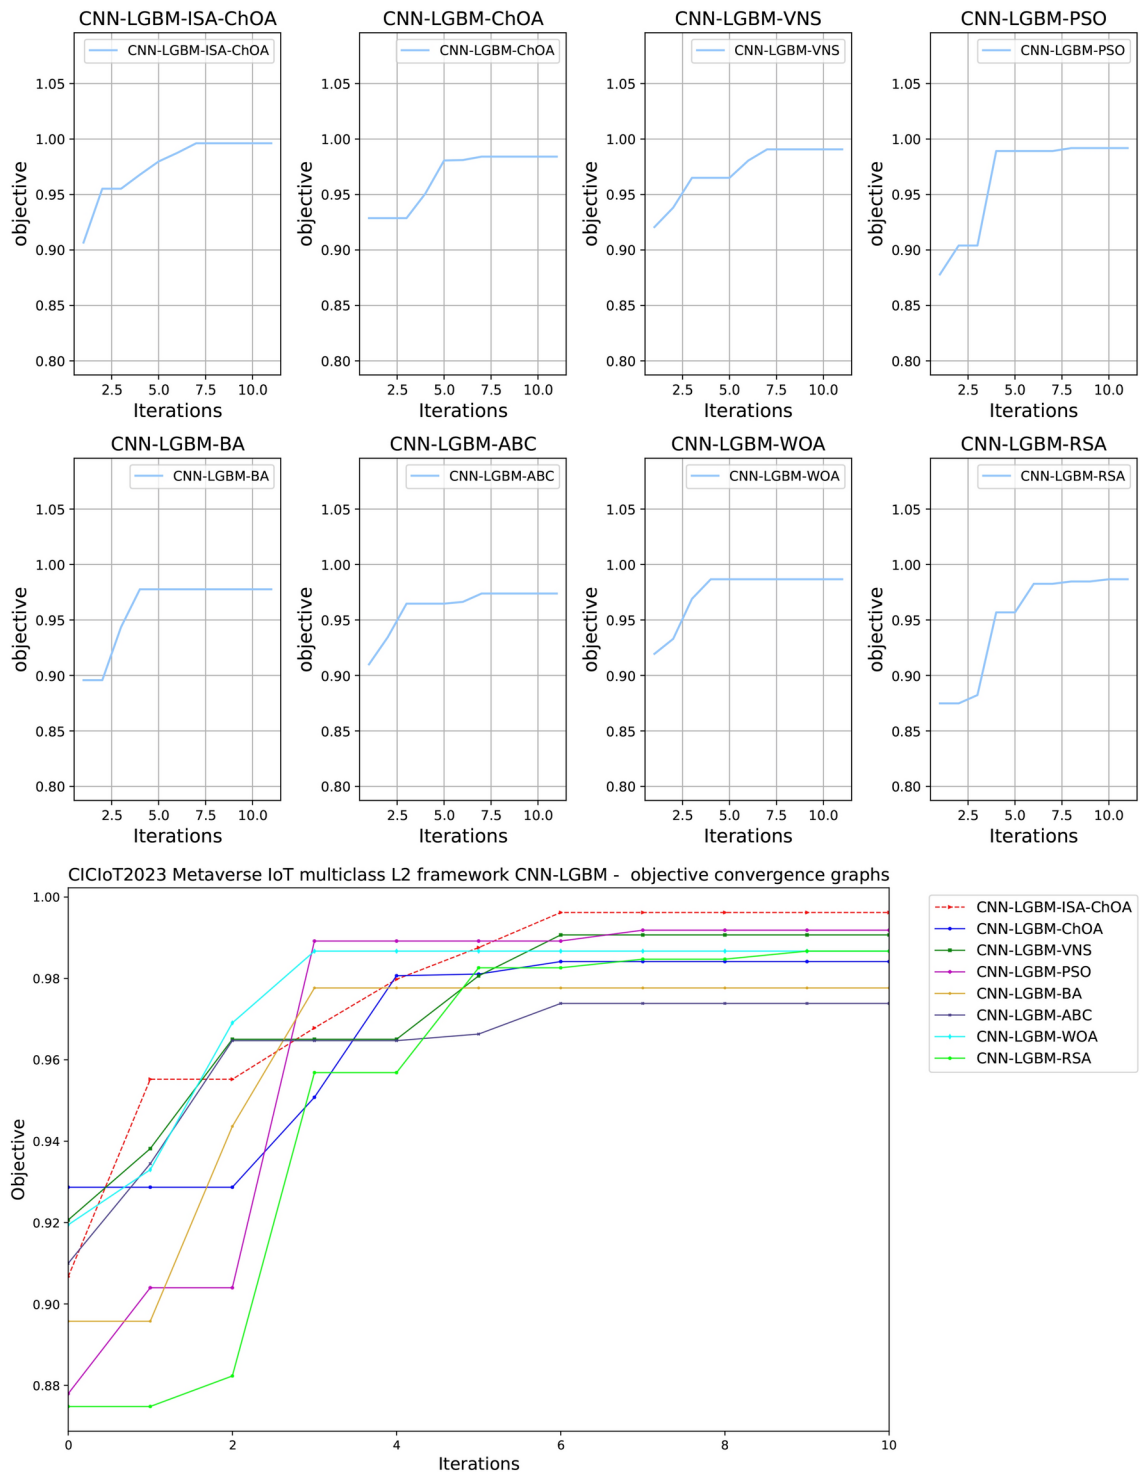 CNN-LGBM-ISA-ChOA
CNN-LGBM-ISA-ChOA
1.05
1.00
0.95
0.90
0.85
0.80
objective
2.5 5.0 7.5 10.0
Iterations
CNN-LGBM-ChOA
CNN-LGBM-ChOA
1.05
1.00
0.95
0.90
0.85
0.80
objective
2.5 5.0 7.5 10.0
Iterations
CNN-LGBM-VNS
CNN-LGBM-VNS
1.05
1.00
0.95
0.90
0.85
0.80
objective
2.5 5.0 7.5 10.0
Iterations
CNN-LGBM-PSO
CNN-LGBM-PSO
1.05
1.00
0.95
0.90
0.85
0.80
objective
2.5 5.0 7.5 10.0
Iterations
CNN-LGBM-BA
CNN-LGBM-BA
1.05
1.00
0.95
0.90
0.85
0.80
objective
2.5 5.0 7.5 10.0
Iterations
CNN-LGBM-ABC
CNN-LGBM-ABC
1.05
1.00
0.95
0.90
0.85
0.80
objective
2.5 5.0 7.5 10.0
Iterations
CNN-LGBM-WOA
CNN-LGBM-WOA
1.05
1.00
0.95
0.90
0.85
0.80
objective
2.5 5.0 7.5 10.0
Iterations
CNN-LGBM-RSA
CNN-LGBM-RSA
1.05
1.00
0.95
0.90
0.85
0.80
objective
2.5 5.0 7.5 10.0
Iterations
CICIoT2023 Metaverse IoT multiclass L2 framework CNN-LGBM - objective convergence graphs
1.00
0.98
0.96
0.94
0.92
0.90
0.88
Objective
0 2 4 6 8 10
Iterations
CNN-LGBM-ISA-ChOA
CNN-LGBM-ChOA
CNN-LGBM-VNS
CNN-LGBM-PSO
CNN-LGBM-BA
CNN-LGBM-ABC
CNN-LGBM-WOA
CNN-LGBM-RSA